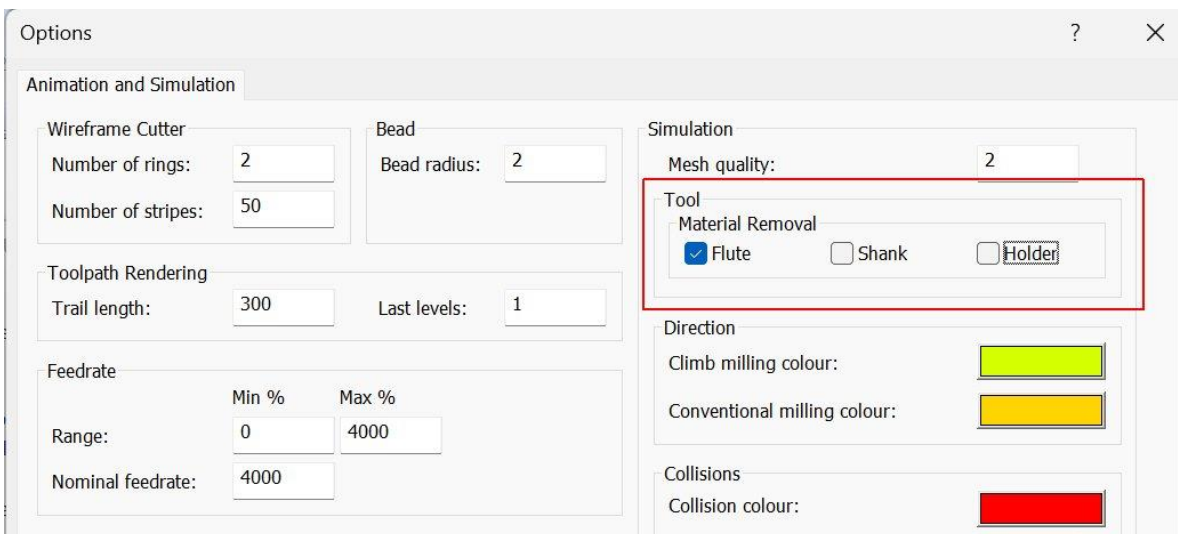 Options
?
Animation and Simulation
Wireframe Cutter
Number of rings: 2
Number of stripes: 50
Bead
Bead radius: 2
Toolpath Rendering
Trail length: 300 Last levels: 1
Feedrate
Min % Max %
Range: 0 4000
Nominal feedrate: 4000
Simulation
Mesh quality: 2
Tool
Material Removal
Flute Shank Holder
Direction
Climb milling colour:
Conventional milling colour:
Collisions
Collision colour: